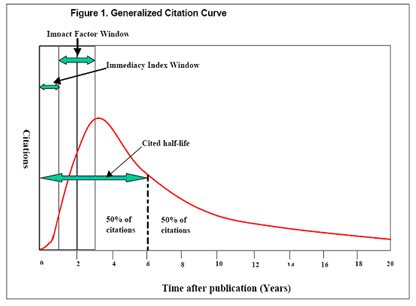 Figure 1. Generalized Citation Curve
Impact Factor Window
Immediacy Index Window
Citations
Cited half-life
50% of
citations
50% of
citations
0 2 4 6 8 10 12 14 16 18 20
Time after publication (Years)